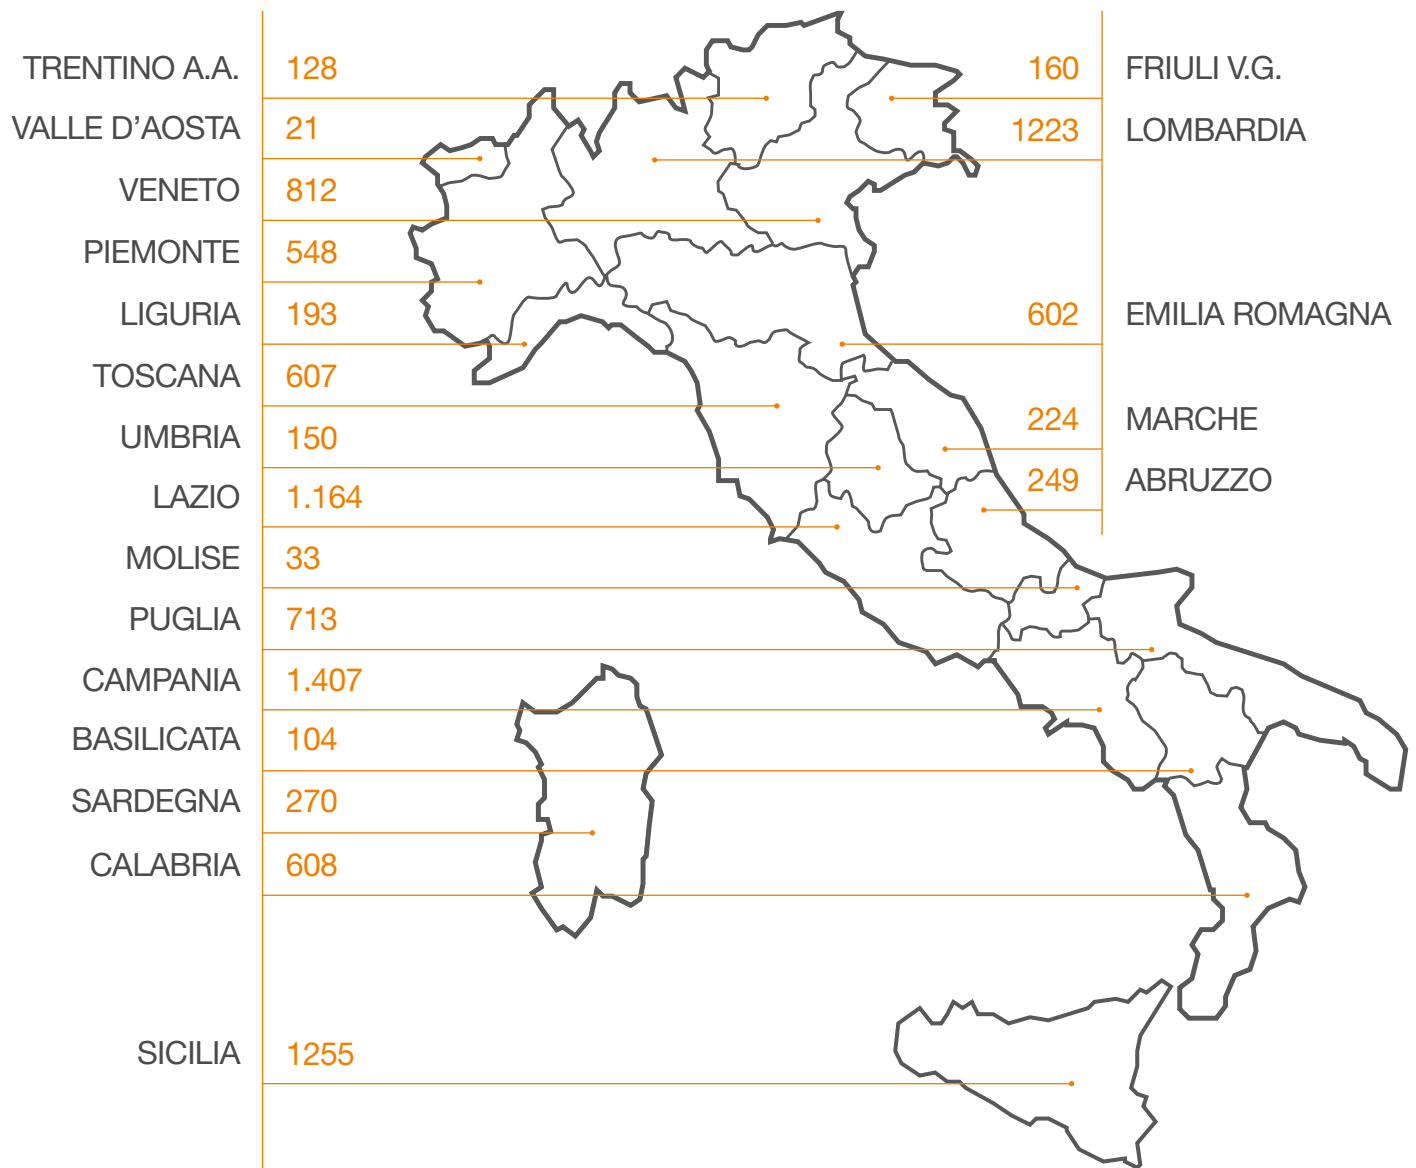 TRENTINO A.A. 128
VALLE D'AOSTA 21
VENETO 812
PIEMONTE 548
LIGURIA 193
TOSCANA 607
UMBRIA 150
LAZIO 1.164
MOLISE 33
PUGLIA 713
CAMPANIA 1.407
BASILICATA 104
SARDEGNA 270
CALABRIA 608
SICILIA 1255
160 FRIULI V.G.
1223 LOMBARDIA
602 EMILIA ROMAGNA
224 MARCHE
249 ABRUZZO